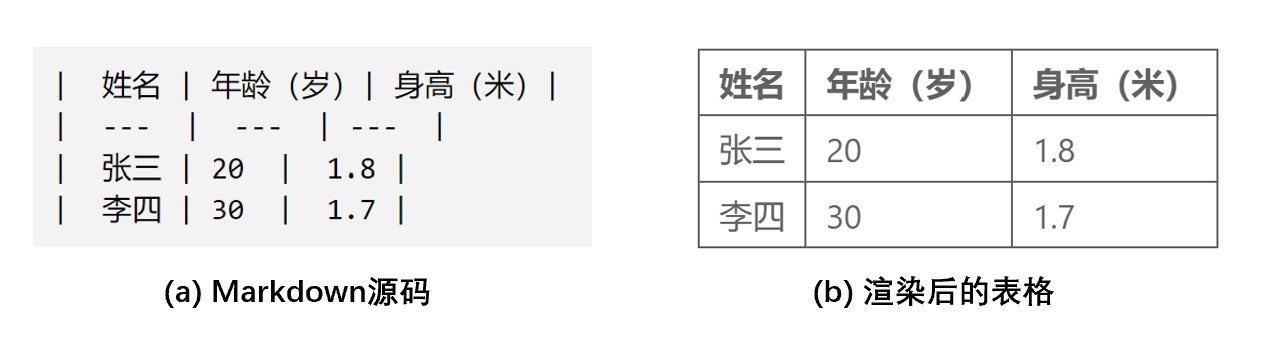 |  姓名 | 年龄（岁）| 身高（米）|
|  ---  |  ---  | ---  |
|  张三 | 20  |  1.8 |
|  李四 | 30  |  1.7 |
(a) Markdown源码
姓名 年龄（岁） 身高（米）
张三 20 1.8
李四 30 1.7
(b) 渲染后的表格